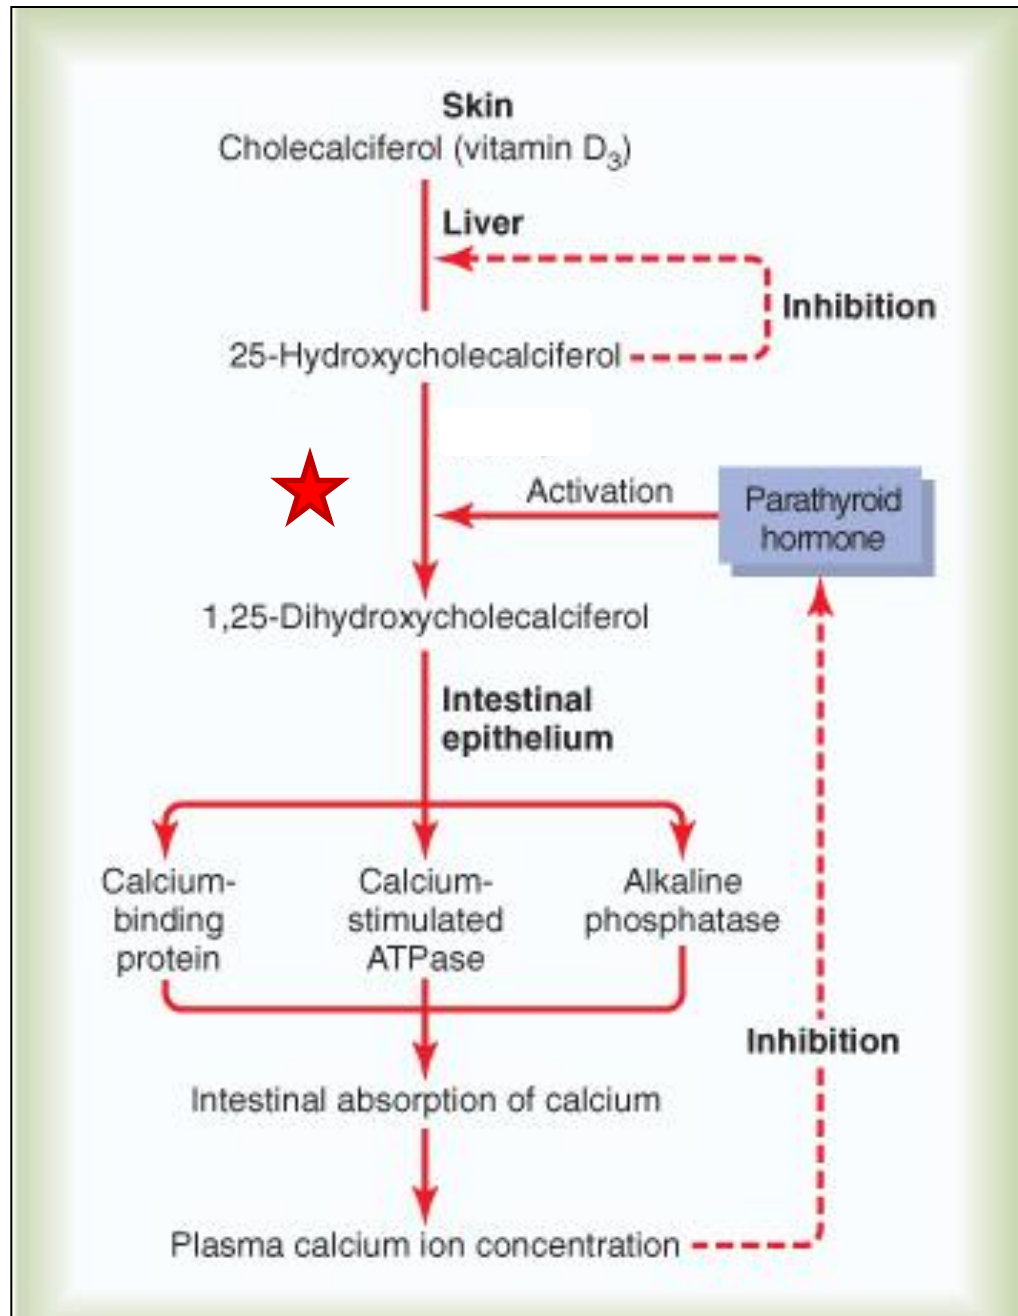 Skin
Cholecalciferol (vitamin D₃)
Liver
Inhibition
25-Hydroxycholecalciferol
Activation
Parathyroid
hormone
1,25-Dihydroxycholecalciferol
Intestinal
epithelium
Calcium-
binding
protein
Calcium-
stimulated
ATPase
Alkaline
phosphatase
Inhibition
Intestinal absorption of calcium
Plasma calcium ion concentration